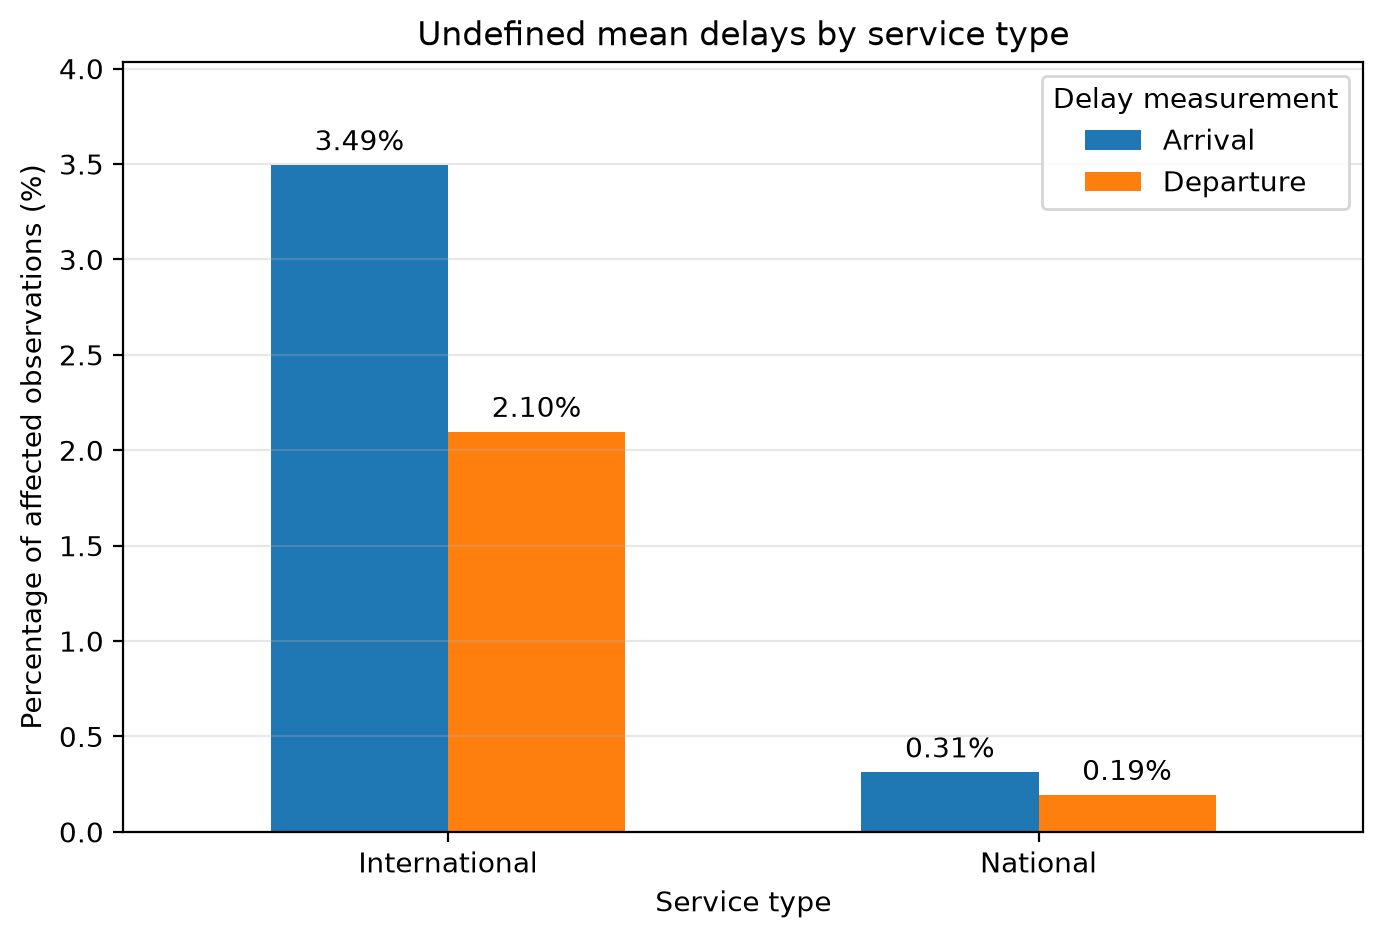 Undefined mean delays by service type
Percentage of affected observations (%)
4.0
3.5
3.0
2.5
2.0
1.5
1.0
0.5
0.0
Delay measurement
Arrival
Departure
3.49%
2.10%
0.31%
0.19%
International
National
Service type